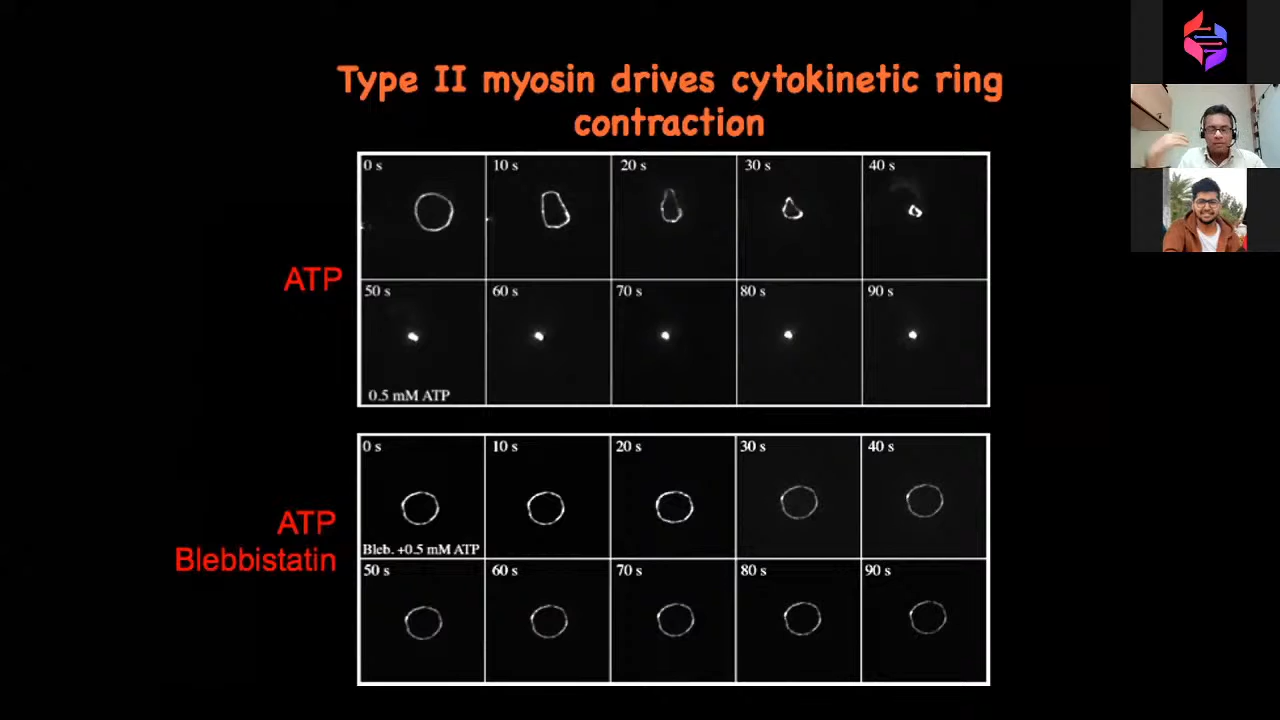 Type II myosin drives cytokinetic ring
contraction
ATP
0 s
10 s
20 s
30 s
40 s
50 s
60 s
70 s
80 s
90 s
0.5 mM ATP
ATP
Blebbistatin
0 s
10 s
20 s
30 s
40 s
Bleb. +0.5 mM ATP
50 s
60 s
70 s
80 s
90 s